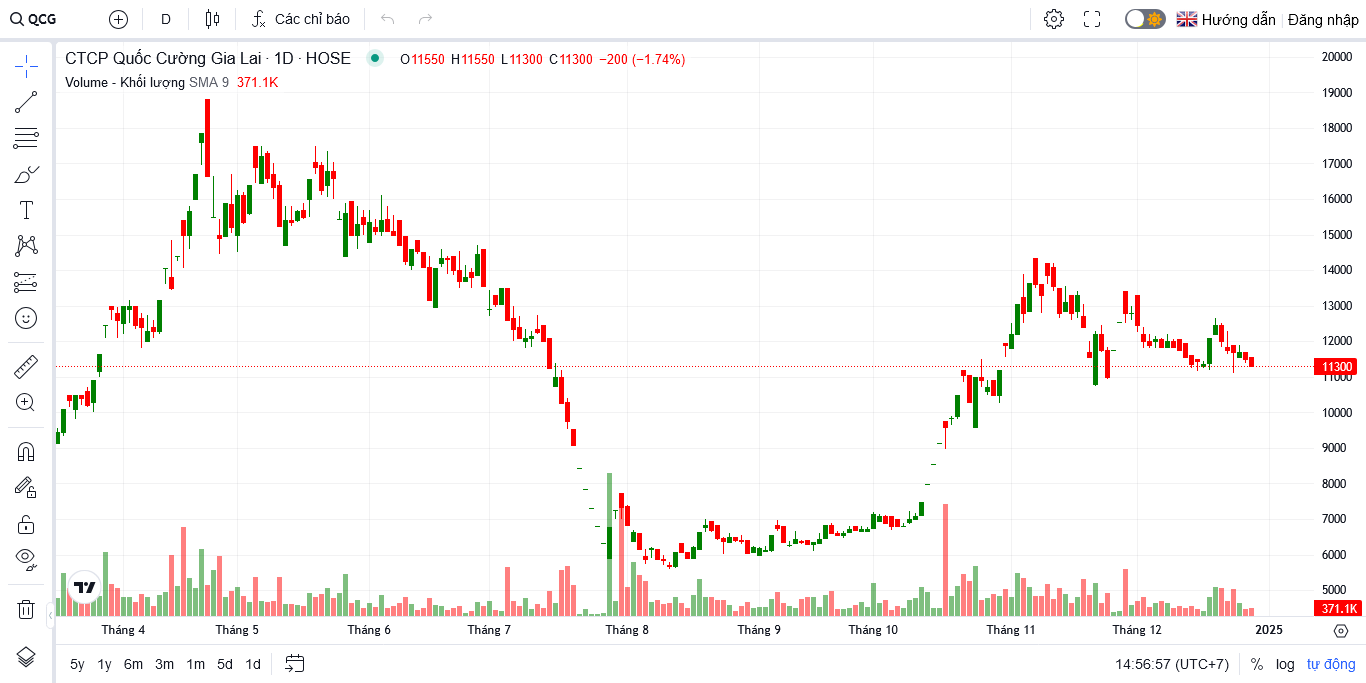 QCG D Các chỉ báo Hướng dẫn Đăng nhập
CTCP Quốc Cường Gia Lai · 1D · HOSE O11550 H11550 L11300 C11300 −200 (−1.74%)
Volume - Khối lượng SMA 9 371.1K
20000
19000
18000
17000
16000
15000
14000
13000
12000
11300
11000
10000
9000
8000
7000
6000
5000
371.1K
Tháng 4 Tháng 5 Tháng 6 Tháng 7 Tháng 8 Tháng 9 Tháng 10 Tháng 11 Tháng 12 2025
5y 1y 6m 3m 1m 5d 1d 14:56:57 (UTC+7) % log tự động